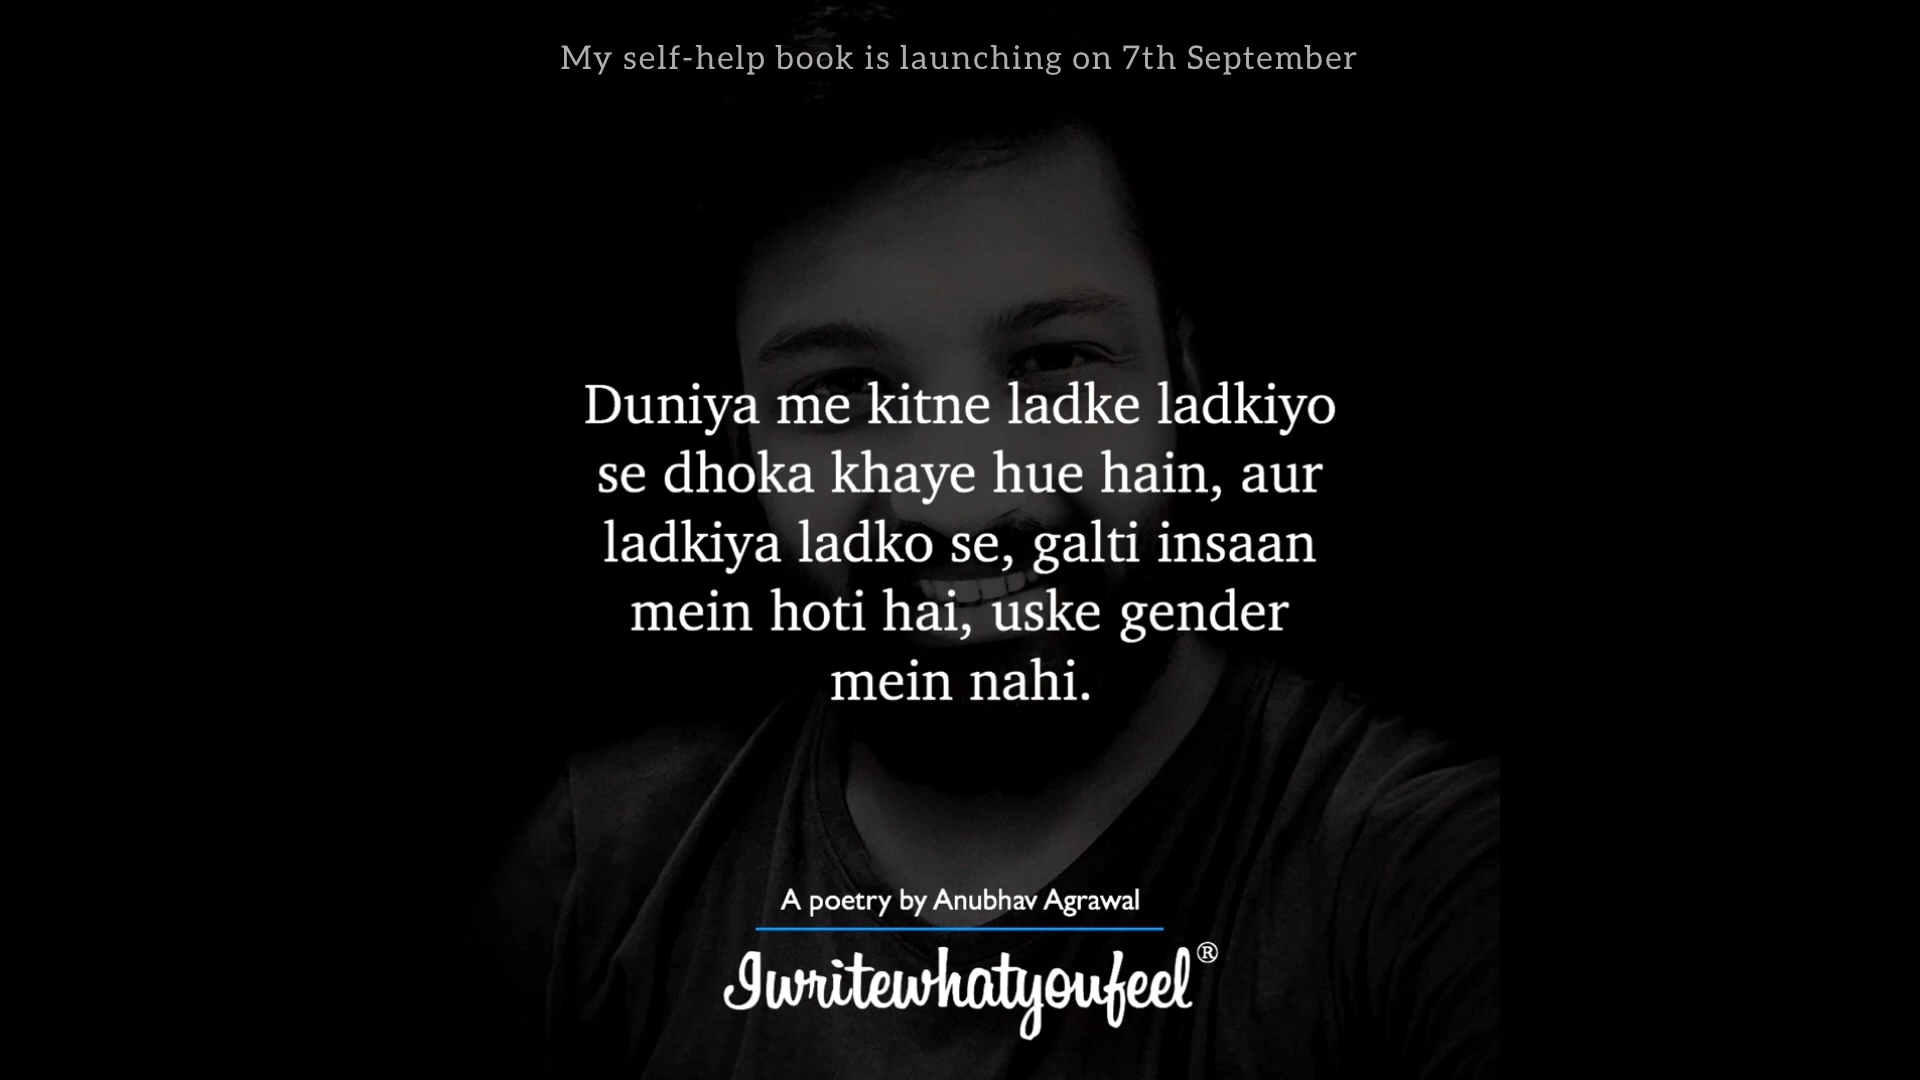 My self-help book is launching on 7th September
Duniya me kitne ladke ladkiyo
se dhoka khaye hue hain, aur
ladkiya ladko se, galti insaan
mein hoti hai, uske gender
mein nahi.
A poetry by Anubhav Agrawal
Iwritewhatyoufeel®